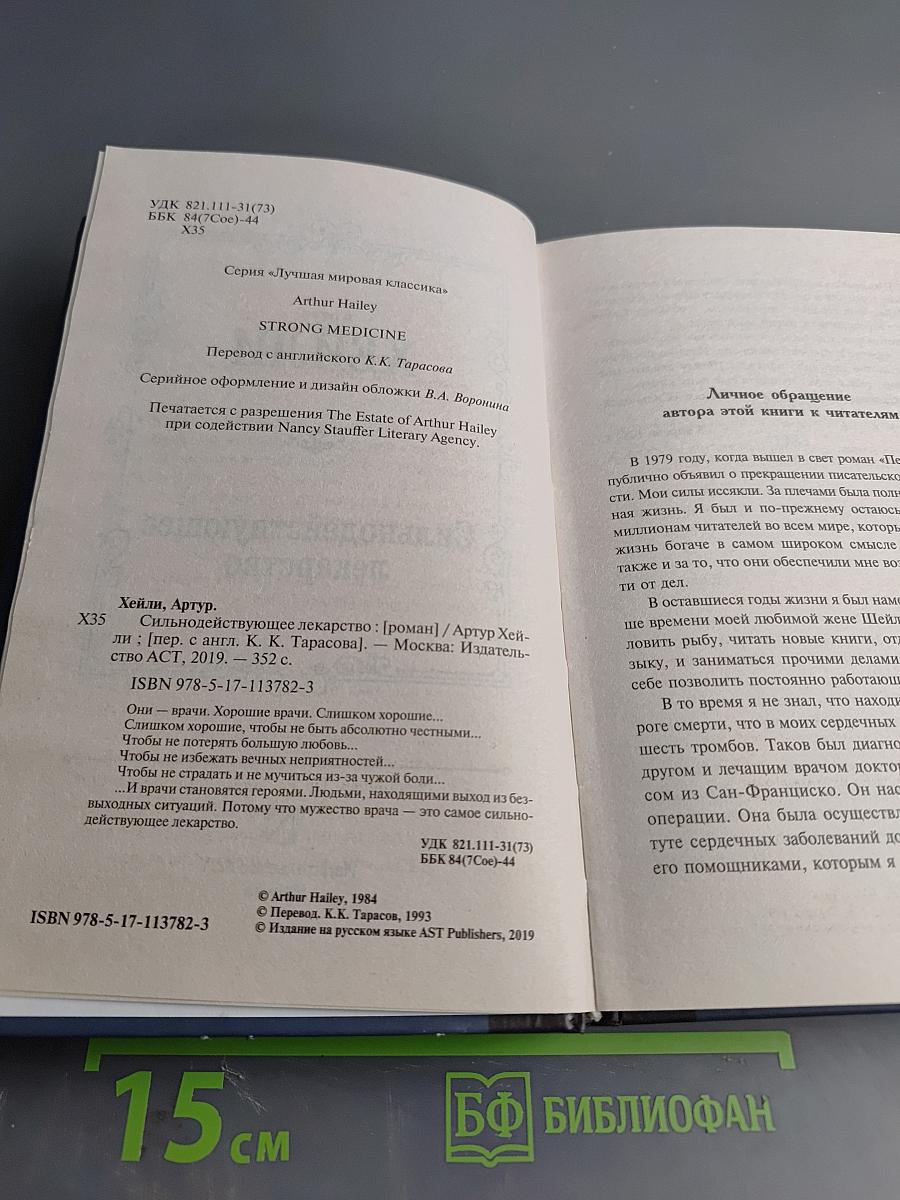 УДК 821.111-31(73)
ББК 84(7Сое)-44
Х35
Серия «Лучшая мировая классика»
Arthur Hailey
STRONG MEDICINE
Перевод с английского К.К. Тарасова
Серийное оформление и дизайн обложки В.А. Воронина
Печатается с разрешения The Estate of Arthur Hailey
при содействии Nancy Stauffer Literary Agency.
Хейли, Артур.
Х35 Сильнодействующее лекарство : [роман] / Артур Хей-
ли ; [пер. с англ. К. К. Тарасова]. — Москва: Издатель-
ство АСТ, 2019. — 352 с.
ISBN 978-5-17-113782-3
Они — врачи. Хорошие врачи. Слишком хорошие...
Слишком хорошие, чтобы не быть абсолютно честными...
Чтобы не потерять большую любовь...
Чтобы не избежать вечных неприятностей...
Чтобы не страдать и не мучиться из-за чужой боли...
...И врачи становятся героями. Людьми, находящими выход из без-
выходных ситуаций. Потому что мужество врача — это самое сильно-
действующее лекарство.
УДК 821.111-31(73)
ББК 84(7Сое)-44
ISBN 978-5-17-113782-3
© Arthur Hailey, 1984
© Перевод. К.К. Тарасов, 1993
© Издание на русском языке AST Publishers, 2019
Личное обращение
автора этой книги к читателям
В 1979 году, когда вышел в свет роман «Пе
публично объявил о прекращении писательско
сти. Мои силы иссякли. За плечами была полн
ная жизнь. Я был и по-прежнему остаюсь
миллионам читателей во всем мире, которы
жизнь богаче в самом широком смысле
также и за то, что они обеспечили мне воз
ти от дел.
В оставшиеся годы жизни я был наме
ше времени моей любимой жене Шейл
ловить рыбу, читать новые книги, отд
зыку, и заниматься прочими делами
себе позволить постоянно работающ
В то время я не знал, что находи
роге смерти, что в моих сердечных
шесть тромбов. Таков был диагно
другом и лечащим врачом доктор
сом из Сан-Франциско. Он нас
операции. Она была осуществл
туте сердечных заболеваний до
его помощниками, которым я
15 см
БФ БИБЛИОФАН